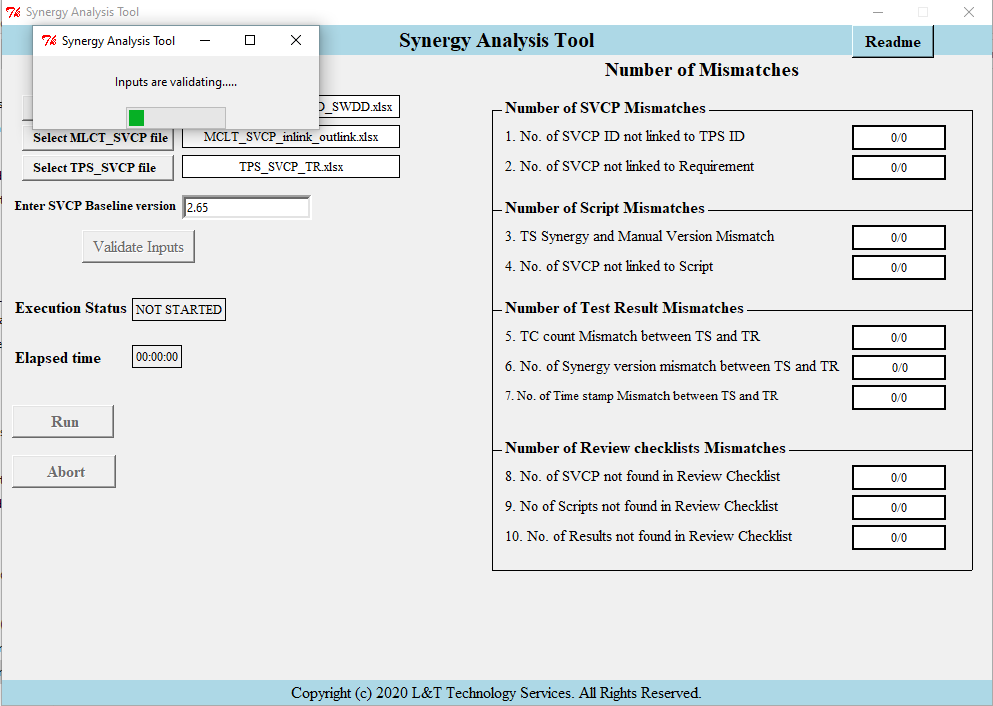 Synergy Analysis Tool
Synergy Analysis Tool
Synergy Analysis Tool
Readme
Inputs are validating.....
D_SWDD.xlsx
Select MLCT_SVCP file
MCLT_SVCP_inlink_outlink.xlsx
Select TPS_SVCP file
TPS_SVCP_TR.xlsx
Enter SVCP Baseline version
2.65
Validate Inputs
Execution Status
NOT STARTED
Elapsed time
00:00:00
Run
Abort
Number of Mismatches
Number of SVCP Mismatches
1. No. of SVCP ID not linked to TPS ID
0/0
2. No. of SVCP not linked to Requirement
0/0
Number of Script Mismatches
3. TS Synergy and Manual Version Mismatch
0/0
4. No. of SVCP not linked to Script
0/0
Number of Test Result Mismatches
5. TC count Mismatch between TS and TR
0/0
6. No. of Synergy version mismatch between TS and TR
0/0
7. No. of Time stamp Mismatch between TS and TR
0/0
Number of Review checklists Mismatches
8. No. of SVCP not found in Review Checklist
0/0
9. No of Scripts not found in Review Checklist
0/0
10. No. of Results not found in Review Checklist
0/0
Copyright (c) 2020 L&T Technology Services. All Rights Reserved.